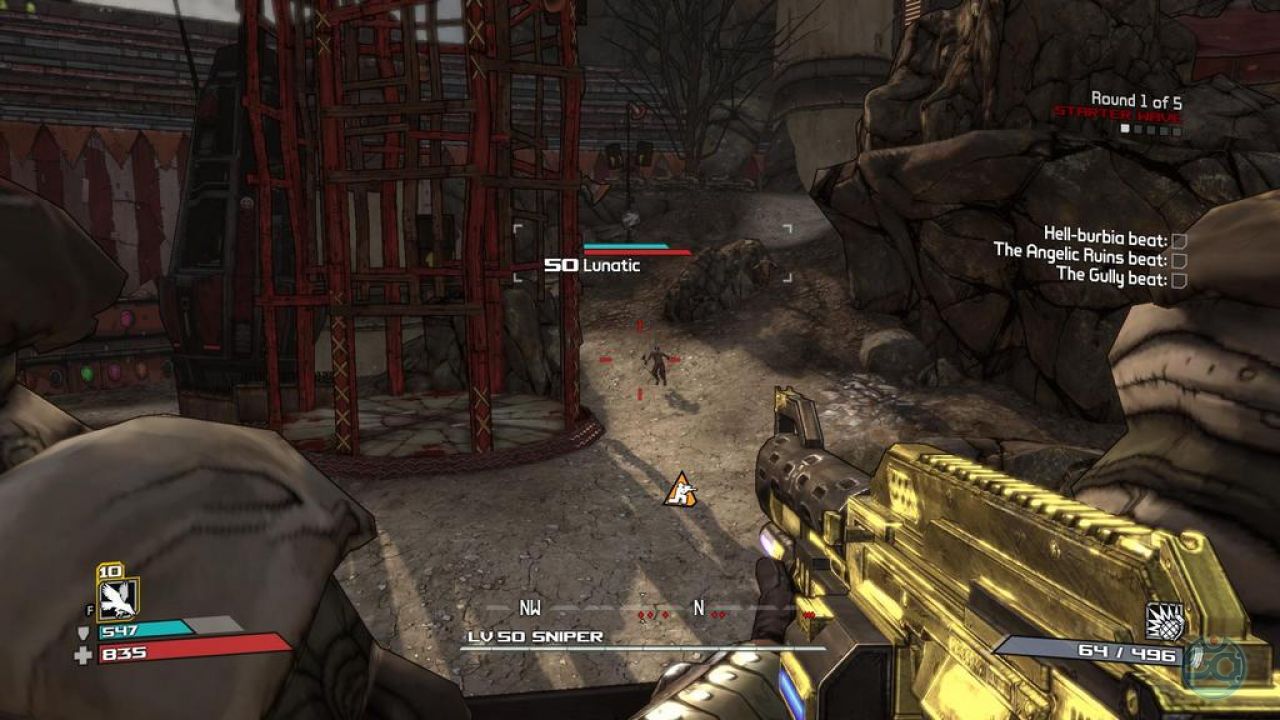 Round 1 of 5
STARTER WAVE
Hell-burbia beat:
50 Lunatic
The Angelic Ruins beat:
The Gully beat:
10
F
NW
N
547
LV 50 SNIPER
835
64 / 496